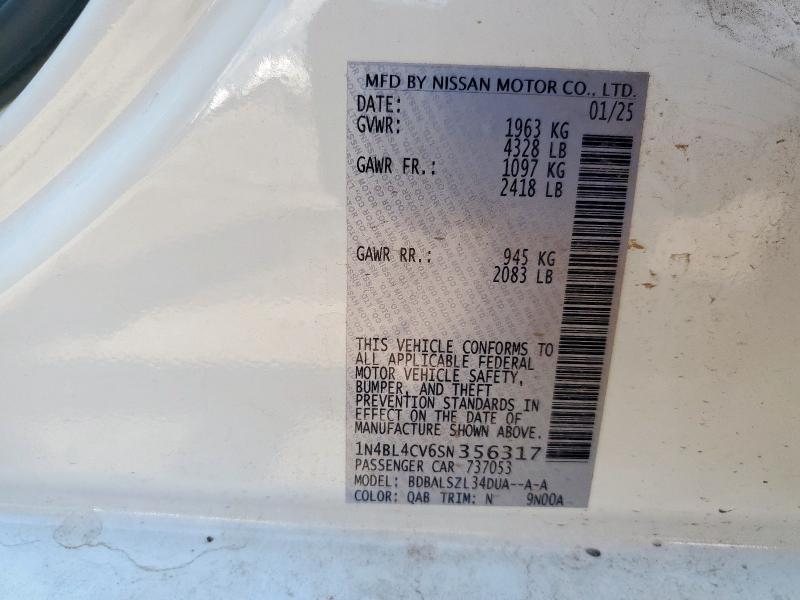 MFD BY NISSAN MOTOR CO., LTD.
DATE: 01/25
GVWR: 1963 KG
4328 LB
GAWR FR.: 1097 KG
2418 LB
GAWR RR.: 945 KG
2083 LB
THIS VEHICLE CONFORMS TO
ALL APPLICABLE FEDERAL
MOTOR VEHICLE SAFETY,
BUMPER, AND THEFT
PREVENTION STANDARDS IN
EFFECT ON THE DATE OF
MANUFACTURE SHOWN ABOVE.
1N4BL4CV6SN356317
PASSENGER CAR 737053
MODEL: BDBALSZL34DUA--A-A
COLOR: QAB TRIM: N 9N00A